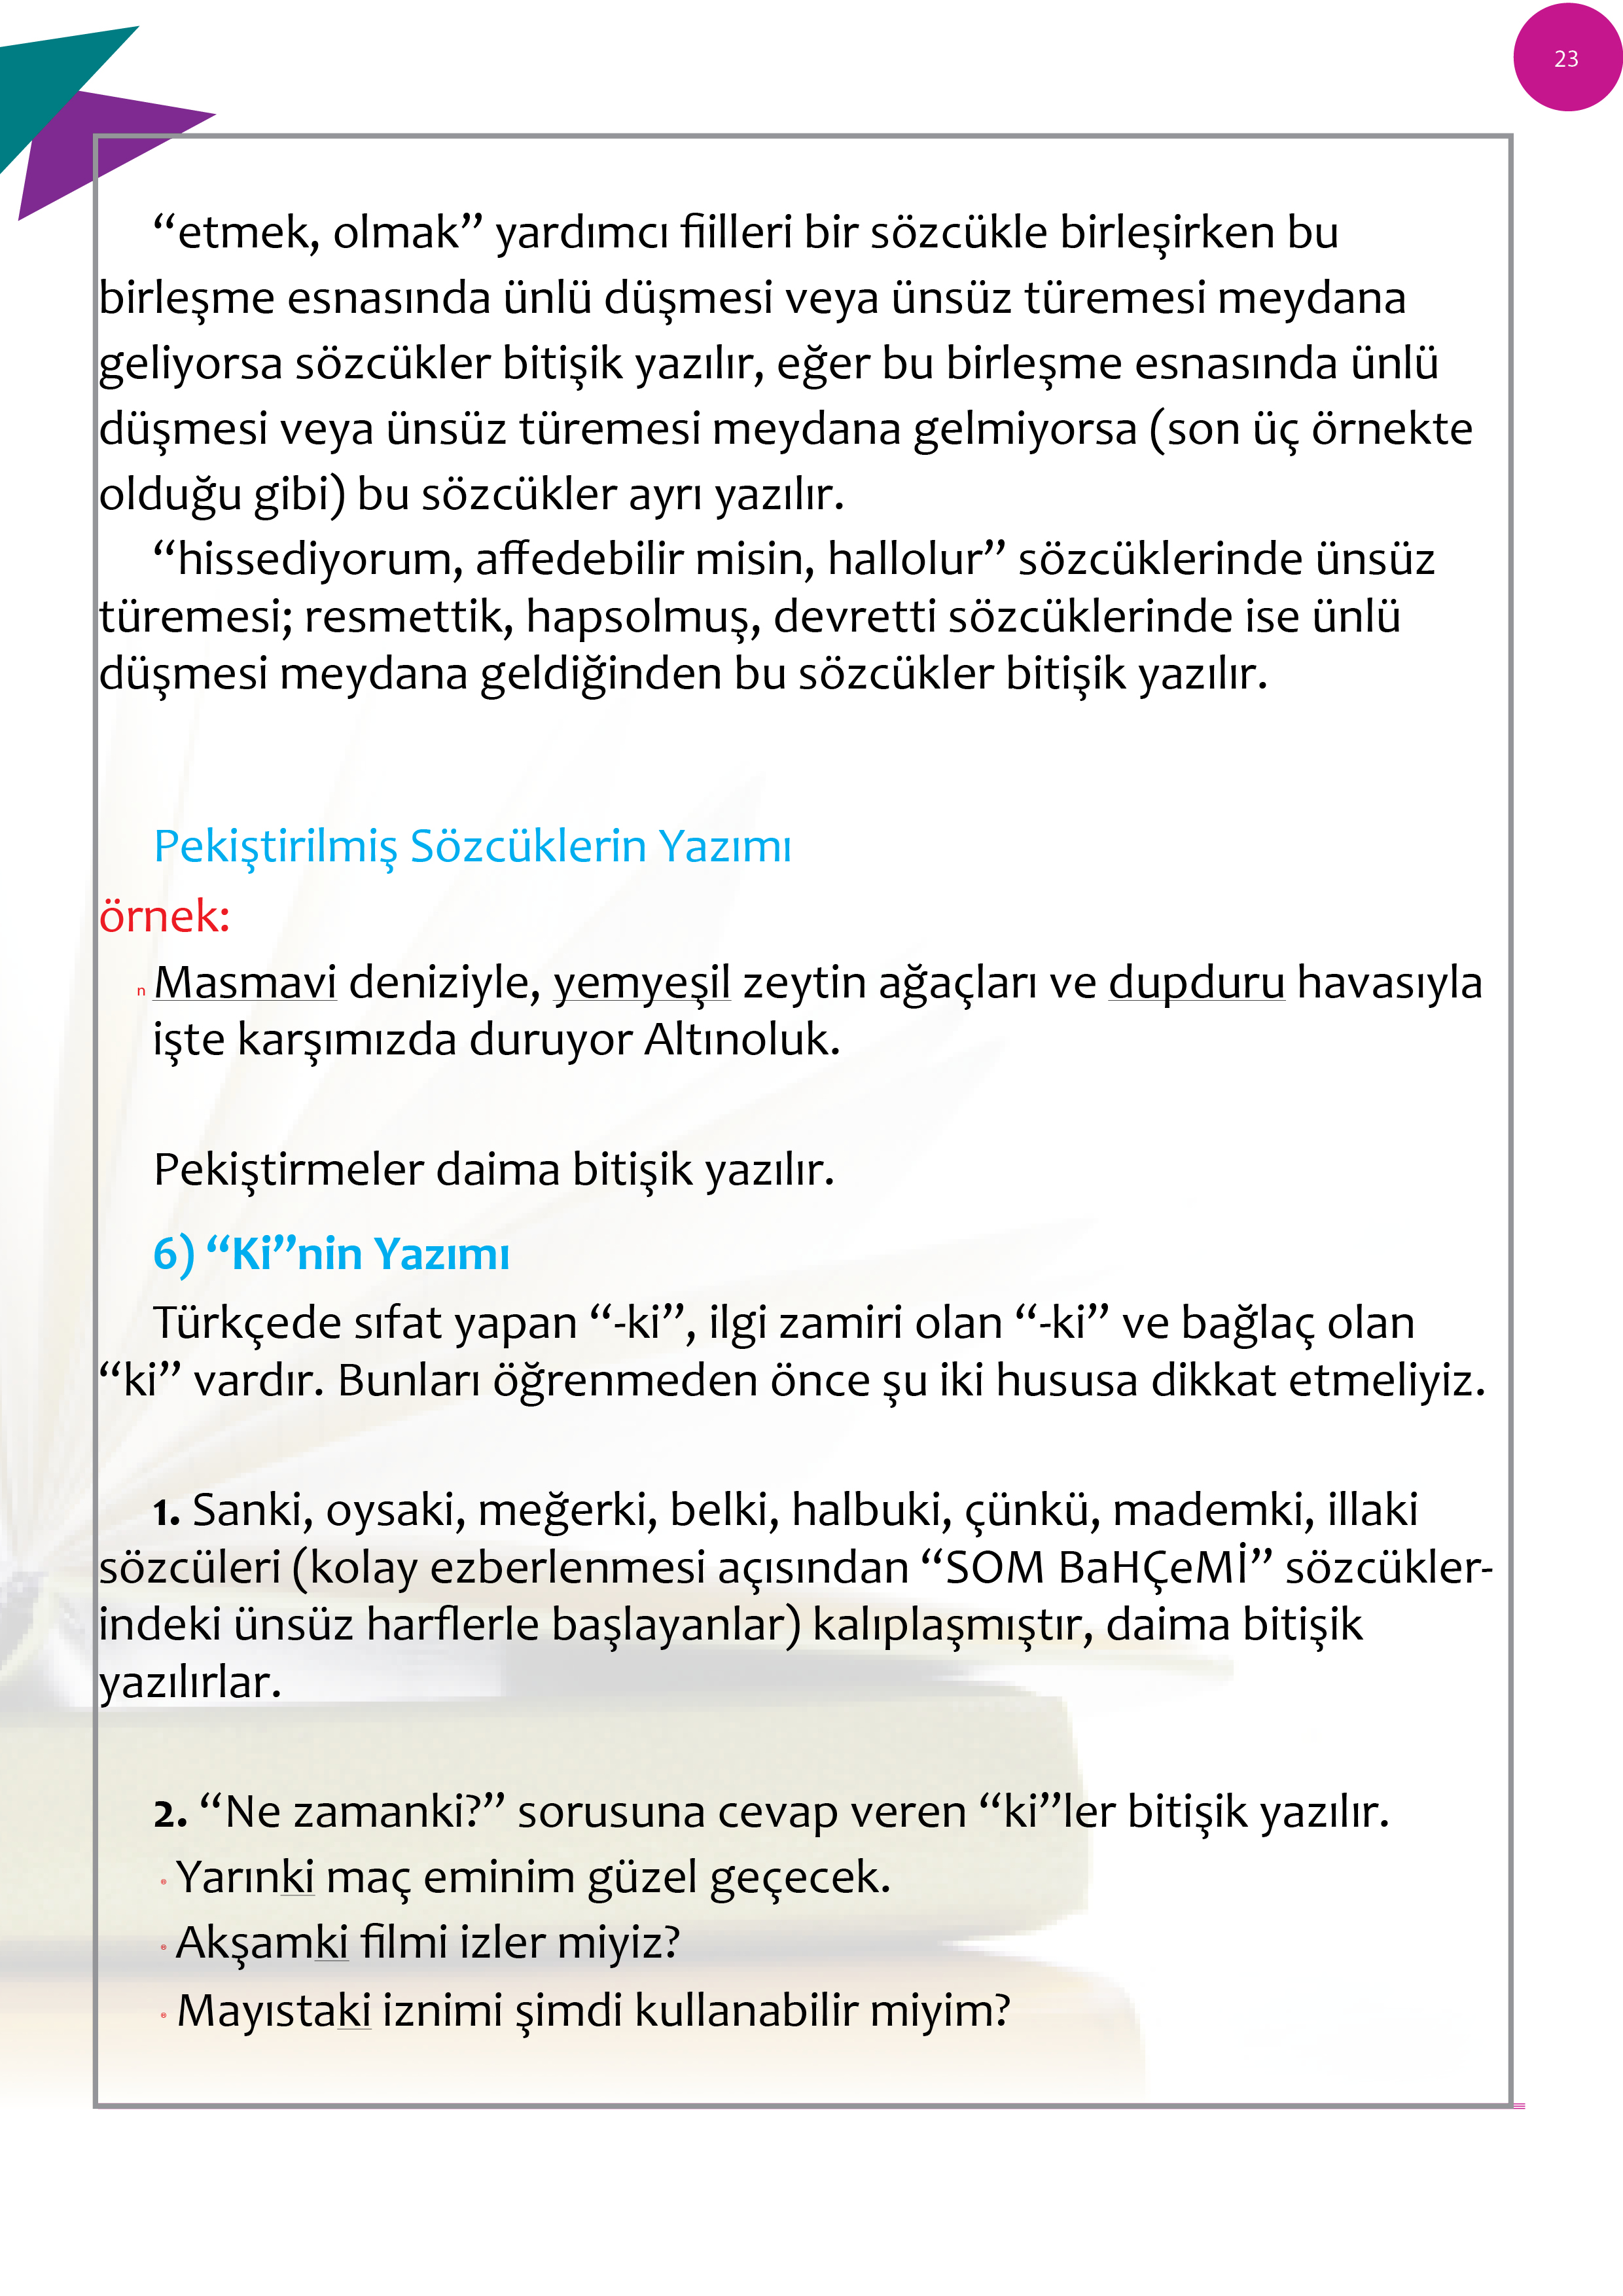 23
“etmek, olmak” yardımcı fiilleri bir sözcükle birleşirken bu
birleşme esnasında ünlü düşmesi veya ünsüz türemesi meydana
geliyorsa sözcükler bitişik yazılır, eğer bu birleşme esnasında ünlü
düşmesi veya ünsüz türemesi meydana gelmiyorsa (son üç örnekte
olduğu gibi) bu sözcükler ayrı yazılır.
“hissediyorum, affedebilir misin, hallolur” sözcüklerinde ünsüz
türemesi; resmettik, hapsolmuş, devretti sözcüklerinde ise ünlü
düşmesi meydana geldiğinden bu sözcükler bitişik yazılır.
Pekiştirilmiş Sözcüklerin Yazımı
örnek:
n Masmavi deniziyle, yemyeşil zeytin ağaçları ve dupduru havasıyla
işte karşımızda duruyor Altınoluk.
Pekiştirmeler daima bitişik yazılır.
6) “Ki”nin Yazımı
Türkçede sıfat yapan “-ki”, ilgi zamiri olan “-ki” ve bağlaç olan
“ki” vardır. Bunları öğrenmeden önce şu iki hususa dikkat etmeliyiz.
1. Sanki, oysaki, meğerki, belki, halbuki, çünkü, mademki, illaki
sözcüleri (kolay ezberlenmesi açısından “SOM BaHÇeMİ” sözcükler-
indeki ünsüz harflerle başlayanlar) kalıplaşmıştır, daima bitişik
yazılırlar.
2. “Ne zamanki?” sorusuna cevap veren “ki”ler bitişik yazılır.
Yarınki maç eminim güzel geçecek.
Akşamki filmi izler miyiz?
Mayıstaki iznimi şimdi kullanabilir miyim?